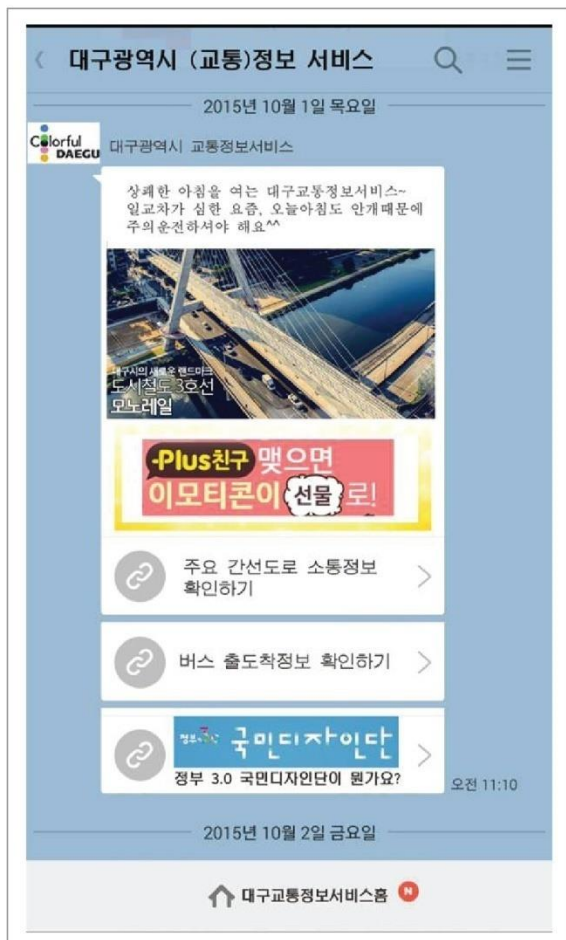 대구광역시 (교통)정보 서비스
2015년 10월 1일 목요일
Colorful
DAEGU
대구광역시 교통정보서비스
상쾌한 아침을 여는 대구교통정보서비스~
일교차가 심한 요즘, 오늘아침도 안개때문에
주의운전하셔야 해요^^
대구시의 새로운 랜드마크
도시철도 3호선
모노레일
-Plus친구 맺으면
이모티콘이 선물로!
주요 간선도로 소통정보
확인하기
버스 출도착정보 확인하기
정부3.0 국민디자인단
정부 3.0 국민디자인단이 뭔가요?
오전 11:10
2015년 10월 2일 금요일
대구교통정보서비스홈 N